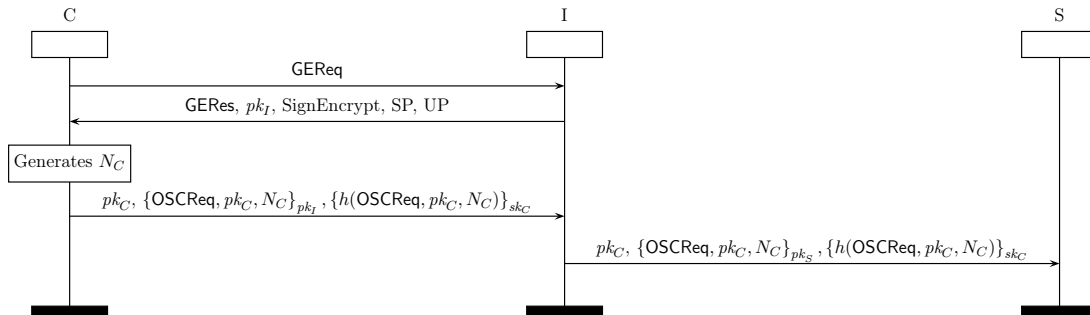 C I S
GEReq
GERes, pk_I, SignEncrypt, SP, UP
Generates N_C
pk_C, {OSCReq, pk_C, N_C}_{pk_I}, {h(OSCReq, pk_C, N_C)}_{sk_C}
pk_C, {OSCReq, pk_C, N_C}_{pk_S}, {h(OSCReq, pk_C, N_C)}_{sk_C}